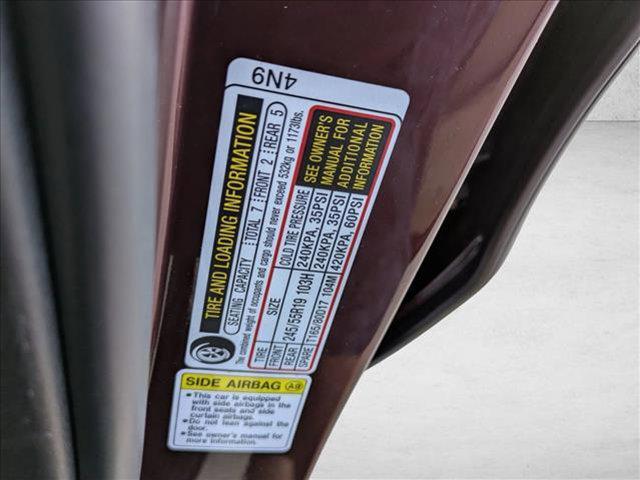 4N9
TIRE AND LOADING INFORMATION
SEATING CAPACITY TOTAL 7 FRONT 2 REAR 5
The combined weight of occupants and cargo should never exceed 532kg or 1173lbs.
TIRE SIZE COLD TIRE PRESSURE
FRONT 245/55R19 103H 240KPA, 35PSI
REAR 240KPA, 35PSI
SPARE T165/80D17 104M 420KPA, 60PSI
SEE OWNER'S
MANUAL FOR
ADDITIONAL
INFORMATION
SIDE AIRBAG A9
• This car is equipped
with side airbags in the
front seats and side
curtain airbags.
• Do not lean against the
door.
• See owner's manual for
more information.